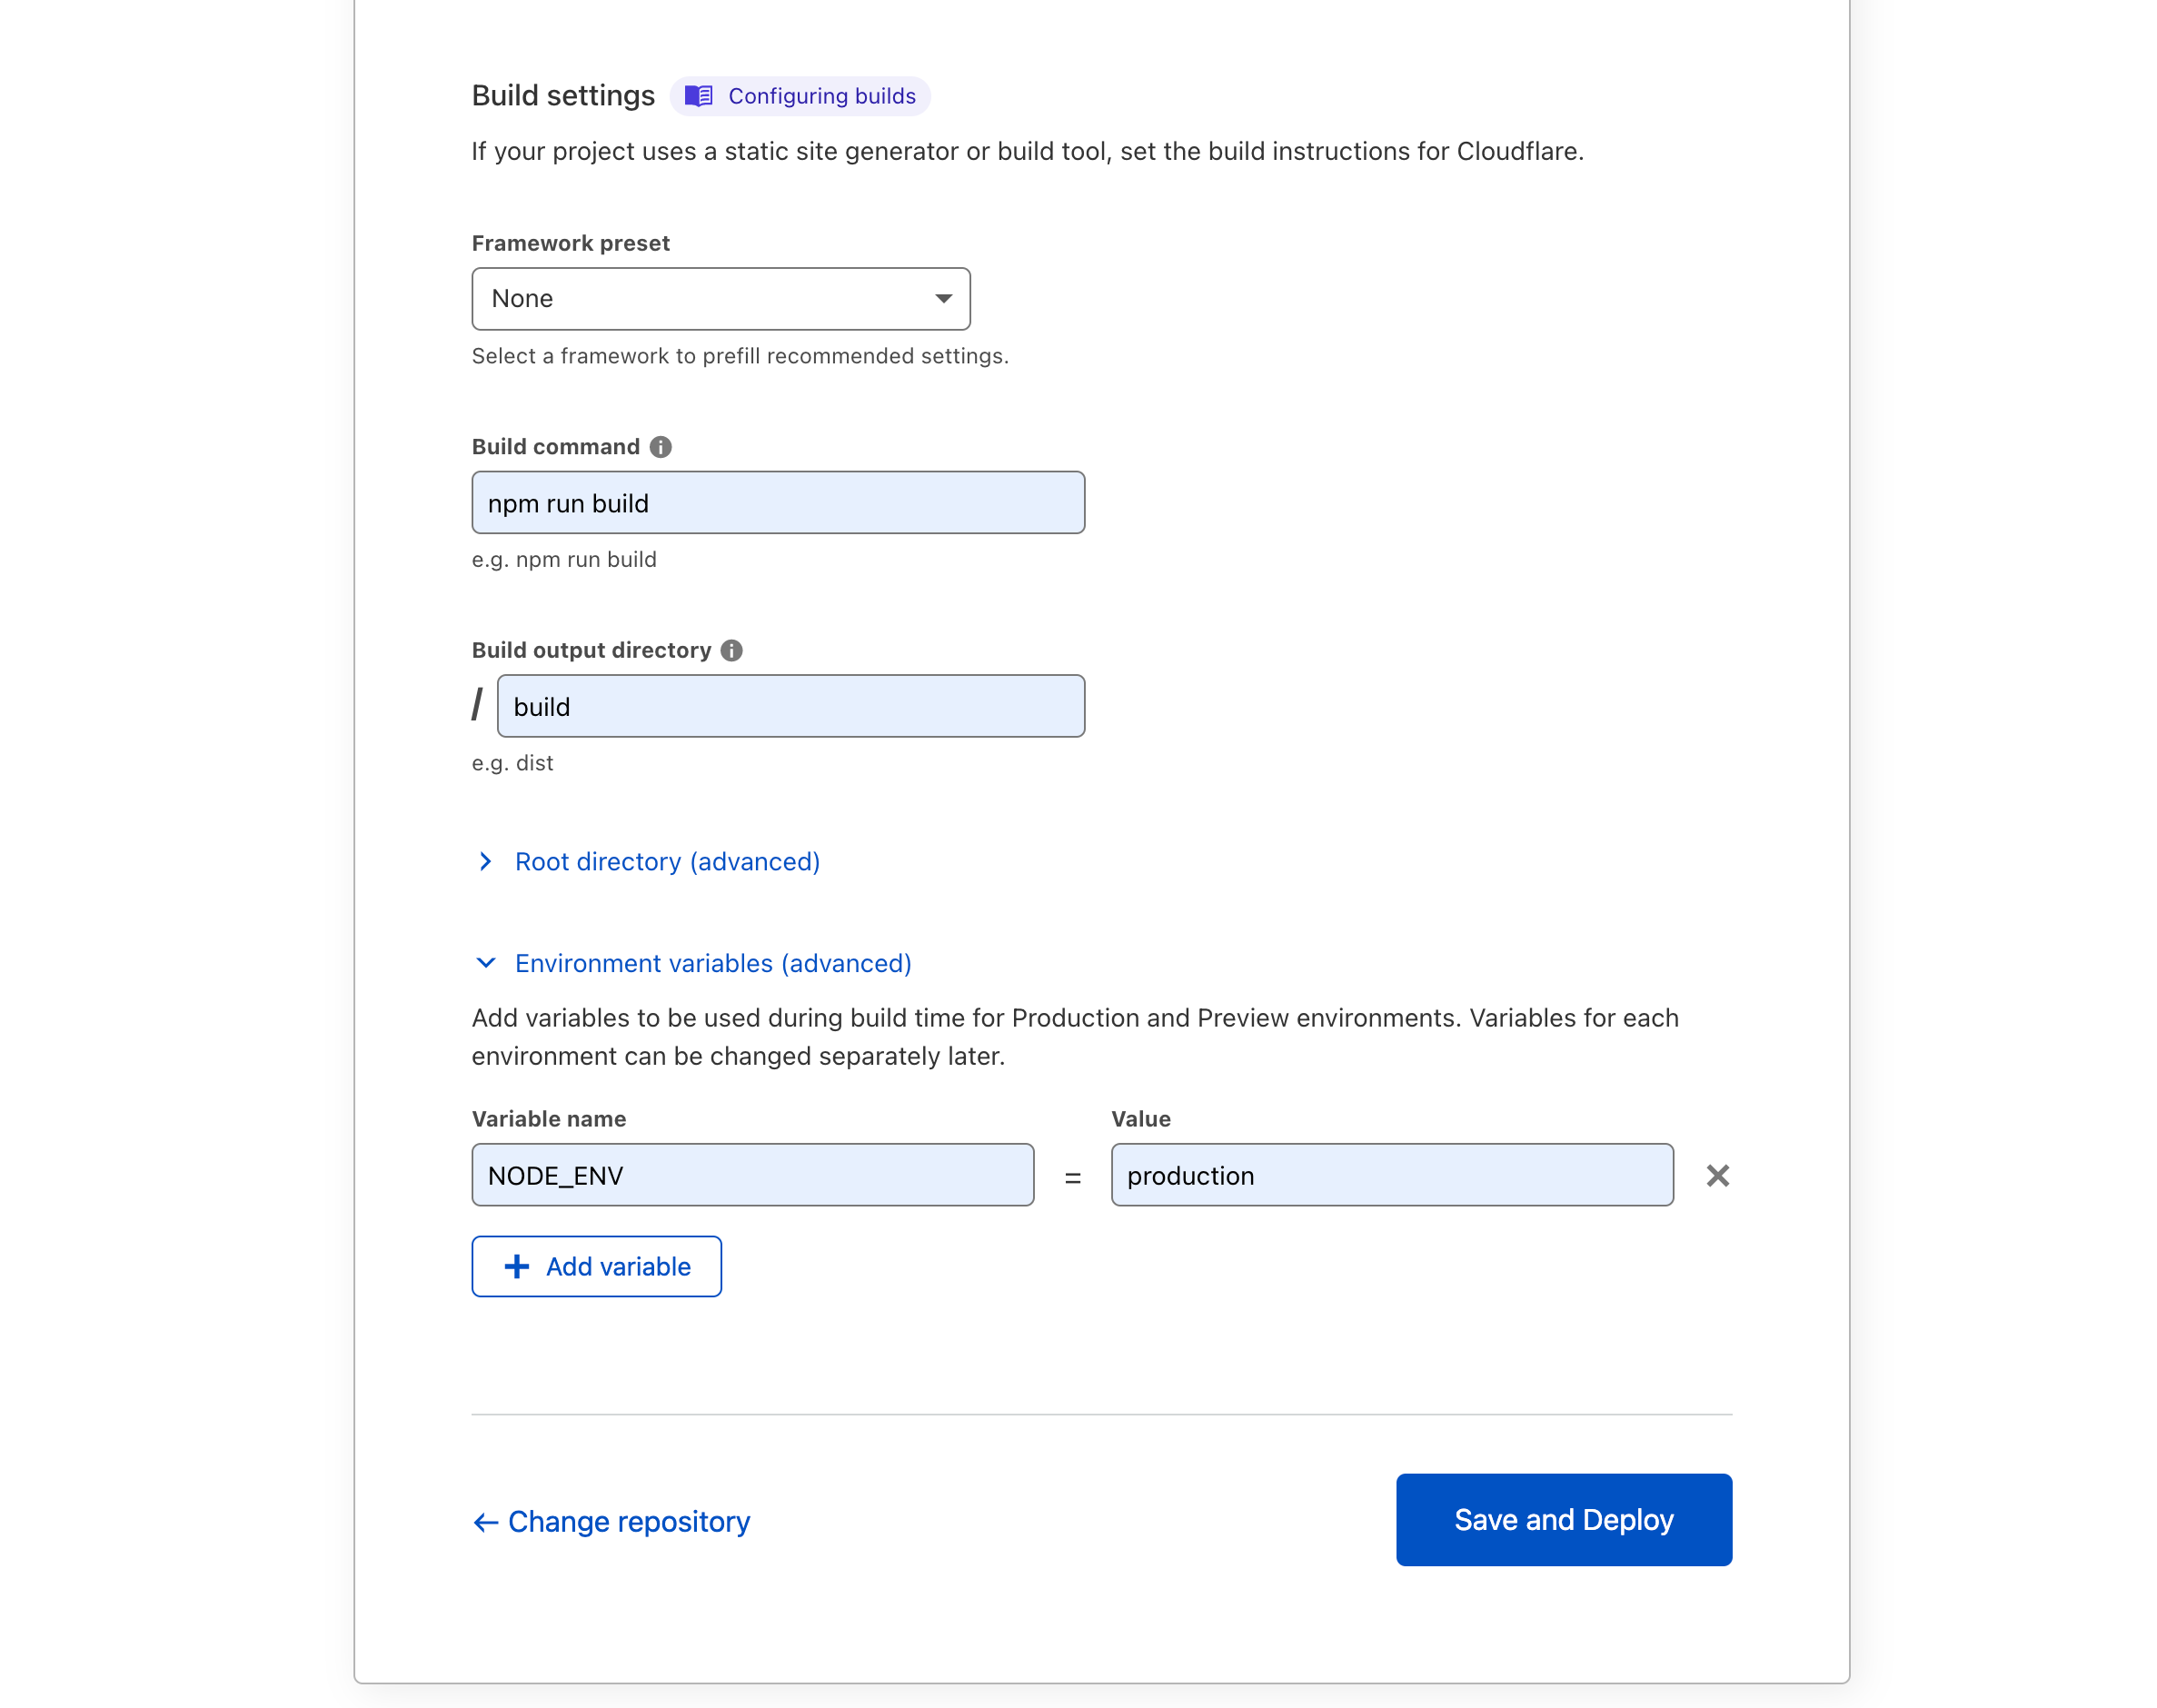 Build settings Configuring builds
If your project uses a static site generator or build tool, set the build instructions for Cloudflare.
Framework preset
None
Select a framework to prefill recommended settings.
Build command
npm run build
e.g. npm run build
Build output directory
/ build
e.g. dist
Root directory (advanced)
Environment variables (advanced)
Add variables to be used during build time for Production and Preview environments. Variables for each
environment can be changed separately later.
Variable name Value
NODE_ENV = production
Add variable
Change repository Save and Deploy